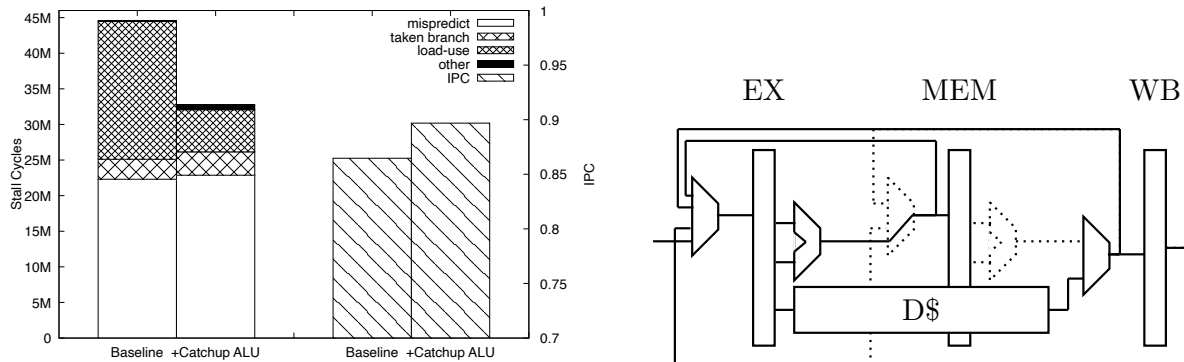 45M
40M
35M
30M
25M
20M
15M
10M
5M
0
Stall Cycles
mispredict
taken branch
load-use
other
IPC
1
0.95
0.9
0.85
0.8
0.75
0.7
IPC
Baseline +Catchup ALU
Baseline +Catchup ALU
EX MEM WB
D$